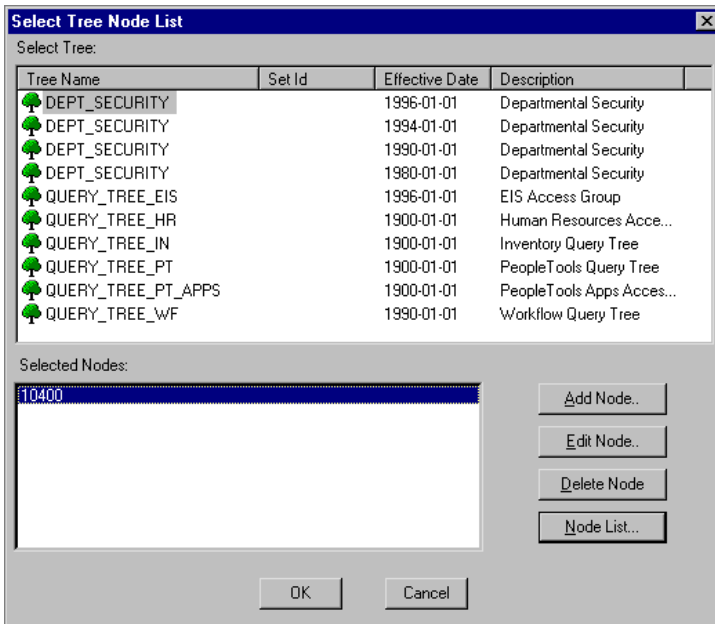 Select Tree Node List
Select Tree:
Tree Name Set Id Effective Date Description
DEPT_SECURITY 1996-01-01 Departmental Security
DEPT_SECURITY 1994-01-01 Departmental Security
DEPT_SECURITY 1990-01-01 Departmental Security
DEPT_SECURITY 1980-01-01 Departmental Security
QUERY_TREE_EIS 1996-01-01 EIS Access Group
QUERY_TREE_HR 1900-01-01 Human Resources Acce...
QUERY_TREE_IN 1900-01-01 Inventory Query Tree
QUERY_TREE_PT 1900-01-01 PeopleTools Query Tree
QUERY_TREE_PT_APPS 1900-01-01 PeopleTools Apps Acces...
QUERY_TREE_WF 1990-01-01 Workflow Query Tree
Selected Nodes:
10400
Add Node..
Edit Node..
Delete Node
Node List...
OK Cancel